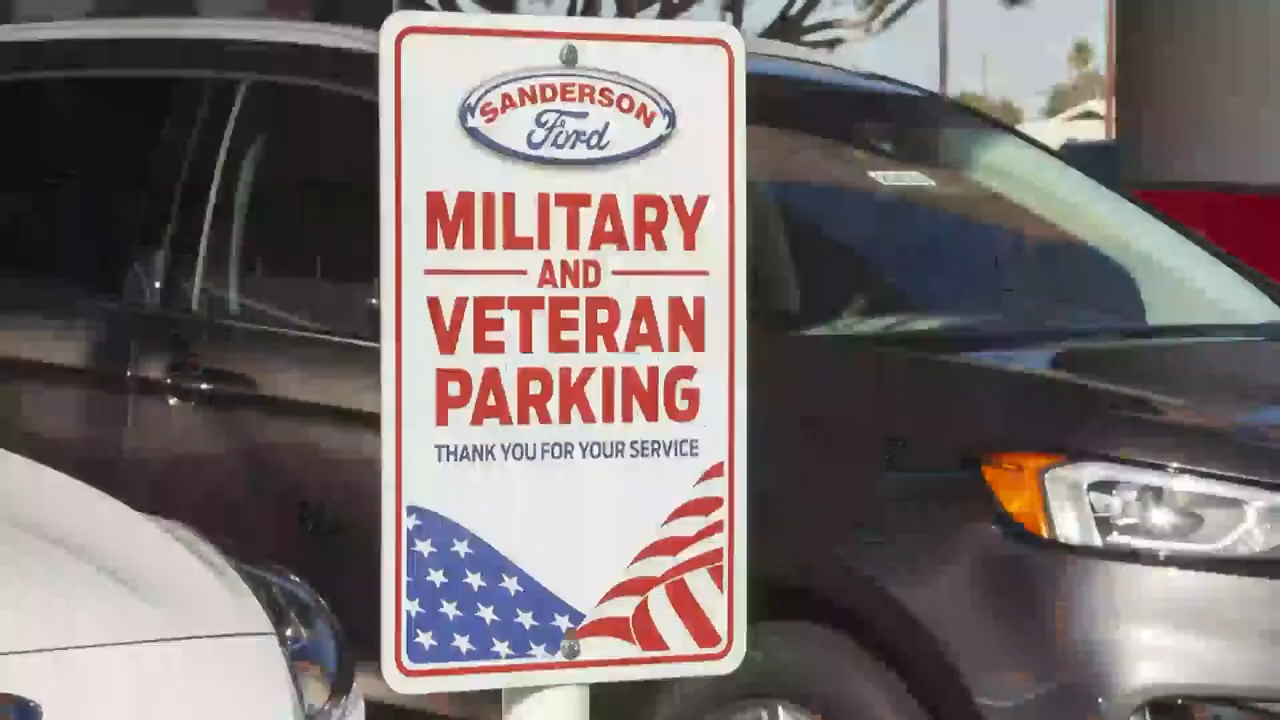 SANDERSON
Ford
MILITARY
AND
VETERAN
PARKING
THANK YOU FOR YOUR SERVICE